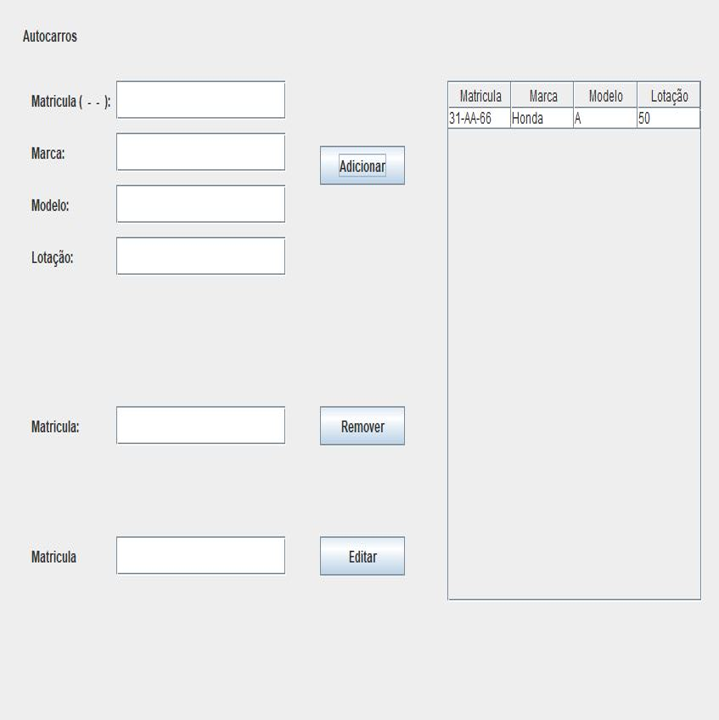 Autocarros
Matricula ( - - ):
Marca:
Adicionar
Modelo:
Lotação:
Matricula:
Remover
Matricula
Editar
Matricula Marca Modelo Lotação
31-AA-66 Honda A 50